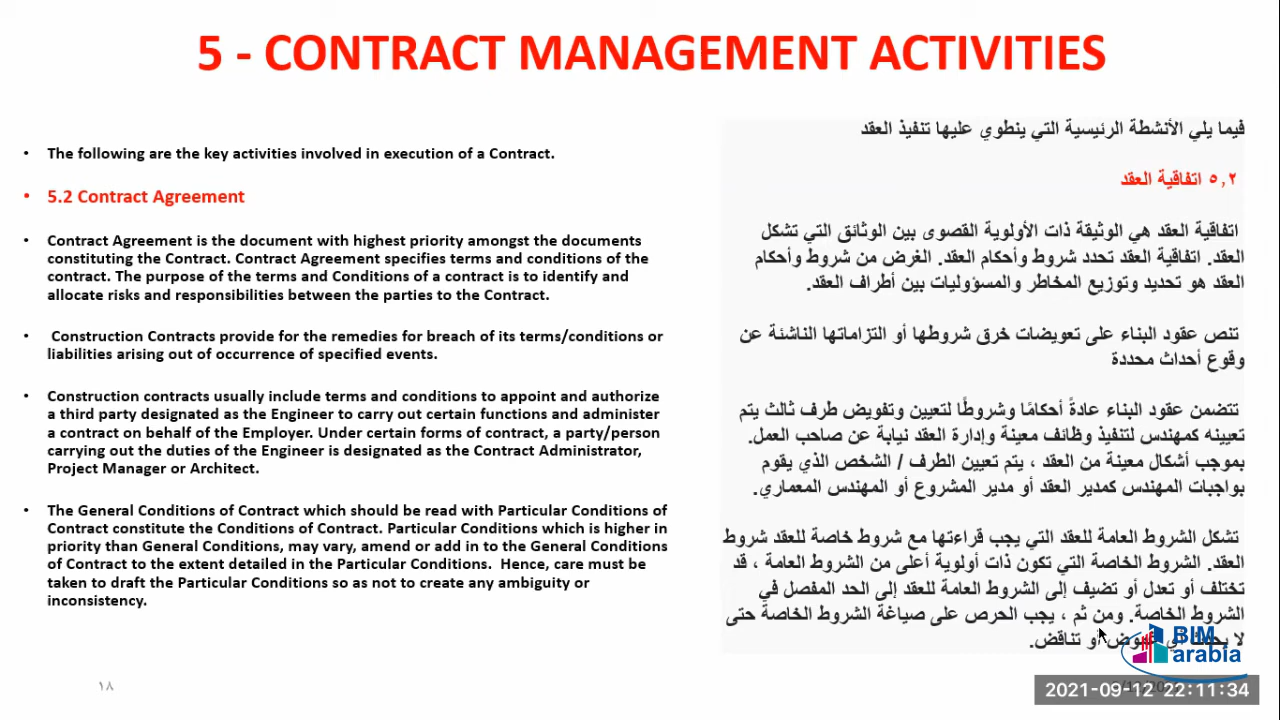 5 - CONTRACT MANAGEMENT ACTIVITIES
• The following are the key activities involved in execution of a Contract.
• 5.2 Contract Agreement
• Contract Agreement is the document with highest priority amongst the documents
constituting the Contract. Contract Agreement specifies terms and conditions of the
contract. The purpose of the terms and Conditions of a contract is to identify and
allocate risks and responsibilities between the parties to the Contract.
• Construction Contracts provide for the remedies for breach of its terms/conditions or
liabilities arising out of occurrence of specified events.
• Construction contracts usually include terms and conditions to appoint and authorize
a third party designated as the Engineer to carry out certain functions and administer
a contract on behalf of the Employer. Under certain forms of contract, a party/person
carrying out the duties of the Engineer is designated as the Contract Administrator,
Project Manager or Architect.
• The General Conditions of Contract which should be read with Particular Conditions of
Contract constitute the Conditions of Contract. Particular Conditions which is higher in
priority than General Conditions, may vary, amend or add in to the General Conditions
of Contract to the extent detailed in the Particular Conditions. Hence, care must be
taken to draft the Particular Conditions so as not to create any ambiguity or
inconsistency.
فيما يلي الأنشطة الرئيسية التي ينطوي عليها تنفيذ العقد
٥,٢ اتفاقية العقد
اتفاقية العقد هي الوثيقة ذات الأولوية القصوى بين الوثائق التي تشكل
العقد. اتفاقية العقد تحدد شروط وأحكام العقد. الغرض من شروط وأحكام
العقد هو تحديد وتوزيع المخاطر والمسؤوليات بين أطراف العقد.
تنص عقود البناء على تعويضات خرق شروطها أو التزاماتها الناشئة عن
وقوع أحداث محددة
تتضمن عقود البناء عادةً أحكامًا وشروطًا لتعيين وتفويض طرف ثالث يتم
تعيينه كمهندس لتنفيذ وظائف معينة وإدارة العقد نيابة عن صاحب العمل.
بموجب أشكال معينة من العقد ، يتم تعيين الطرف / الشخص الذي يقوم
بواجبات المهندس كمدير العقد أو مدير المشروع أو المهندس المعماري.
تشكل الشروط العامة للعقد التي يجب قراءتها مع شروط خاصة للعقد شروط
العقد. الشروط الخاصة التي تكون ذات أولوية أعلى من الشروط العامة ، قد
تختلف أو تعدل أو تضيف إلى الشروط العامة للعقد إلى الحد المفصل في
الشروط الخاصة. ومن ثم ، يجب الحرص على صياغة الشروط الخاصة حتى
لا أو تناقض.
BIM
arabia
١٨
2021-09-12 22:11:34